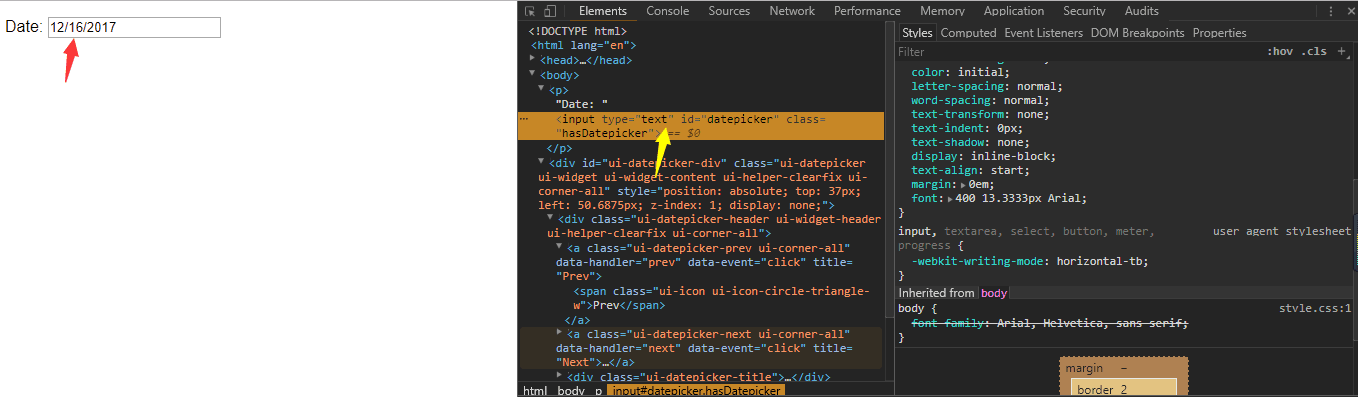 Date: 12/16/2017
Elements Console Sources Network Performance Memory Application Security Audits
<!DOCTYPE html>
<html lang="en">
<head>…</head>
<body>
<p>
"Date: "
<input type="text" id="datepicker" class=
"hasDatepicker"> == $0
</p>
<div id="ui-datepicker-div" class="ui-datepicker
ui-widget ui-widget-content ui-helper-clearfix ui-
corner-all" style="position: absolute; top: 37px;
left: 50.6875px; z-index: 1; display: none;">
<div class="ui-datepicker-header ui-widget-header
ui-helper-clearfix ui-corner-all">
<a class="ui-datepicker-prev ui-corner-all"
data-handler="prev" data-event="click" title=
"Prev">
<span class="ui-icon ui-icon-circle-triangle-
w">Prev</span>
</a>
<a class="ui-datepicker-next ui-corner-all"
data-handler="next" data-event="click" title=
"Next">…</a>
<div class="ui-datepicker-title">…</div>
html body p input#datepicker.hasDatepicker
Styles Computed Event Listeners DOM Breakpoints Properties
Filter :hov .cls +
color: initial;
letter-spacing: normal;
word-spacing: normal;
text-transform: none;
text-indent: 0px;
text-shadow: none;
display: inline-block;
text-align: start;
margin: 0em;
font: 400 13.3333px Arial;
}
input, textarea, select, button, meter, user agent stylesheet
progress {
-webkit-writing-mode: horizontal-tb;
}
Inherited from body
body { style.css:1
font-family: Arial, Helvetica, sans-serif;
}
margin –
border 2